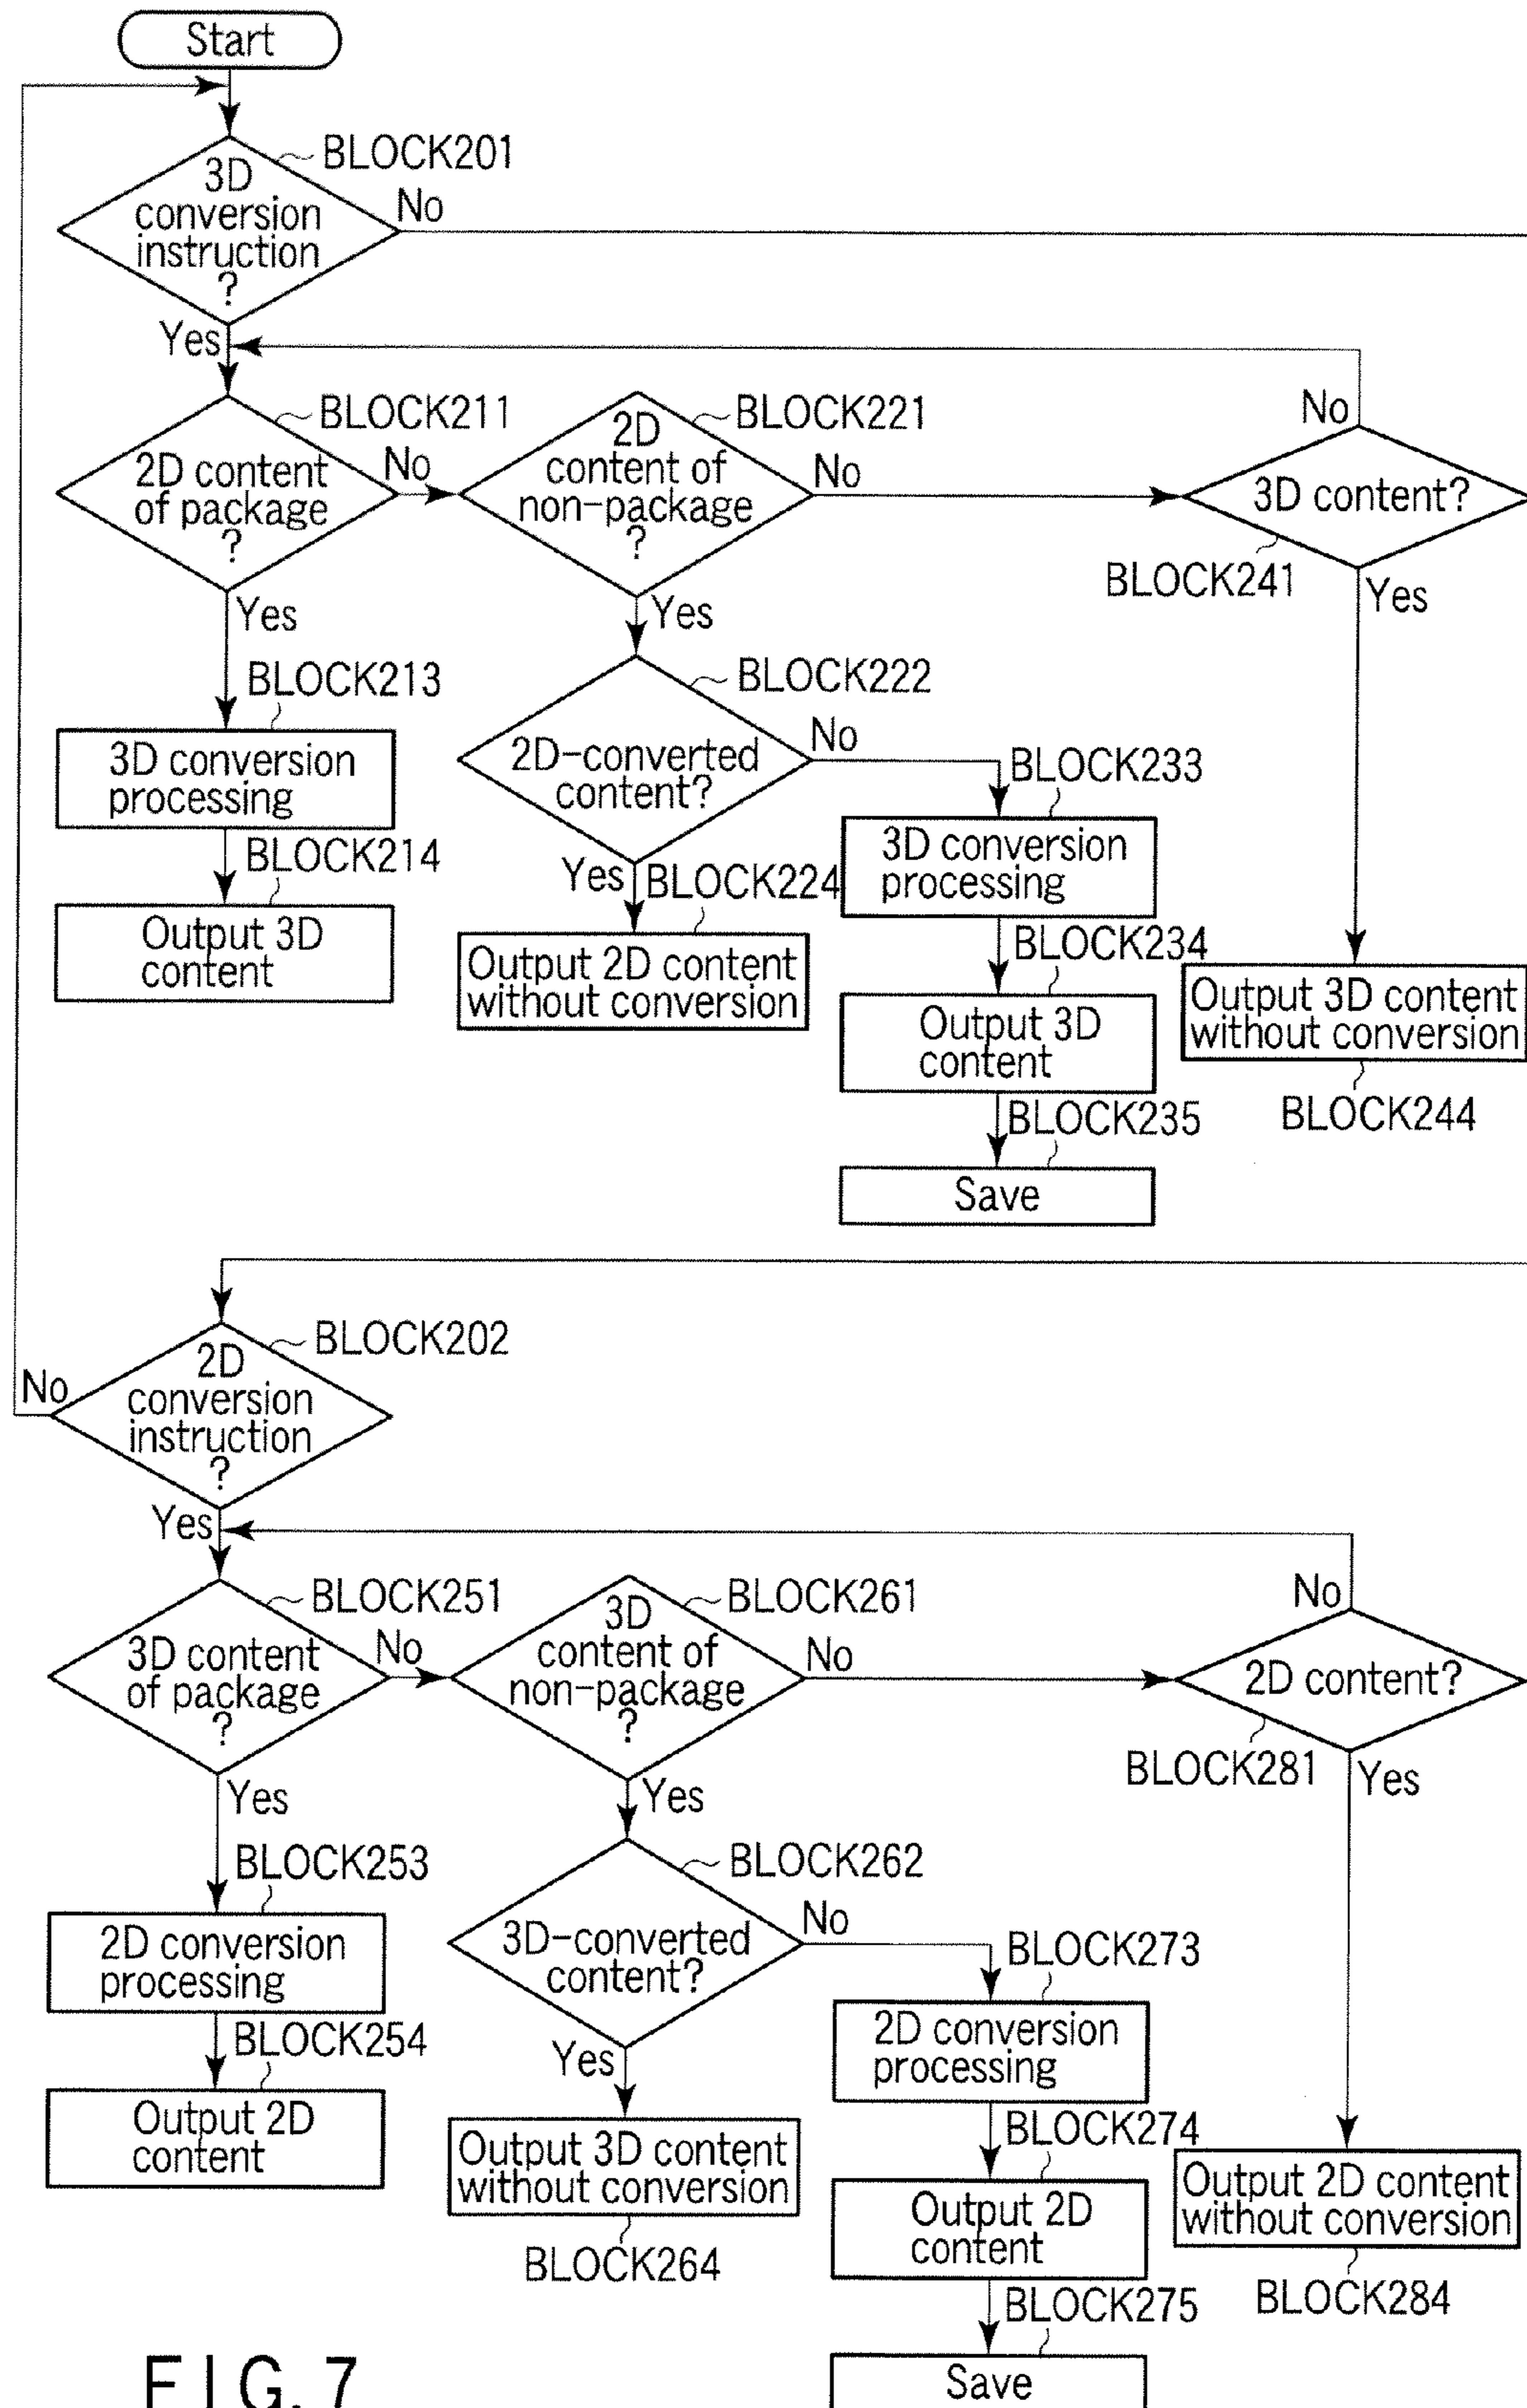 Start
BLOCK201
3D
conversion
instruction
?
No
Yes
BLOCK211
2D content
of package
?
No
Yes
BLOCK221
2D
content of
non-package
?
No
Yes
No
3D content?
BLOCK241
Yes
BLOCK213
3D conversion
processing
BLOCK214
Output 3D
content
BLOCK222
2D-converted
content?
No
Yes
BLOCK224
Output 2D content
without conversion
BLOCK233
3D conversion
processing
BLOCK234
Output 3D
content
BLOCK235
Save
Output 3D content
without conversion
BLOCK244
BLOCK202
2D
conversion
instruction
?
No
Yes
BLOCK251
3D content
of package
?
No
Yes
BLOCK261
3D
content of
non-package
?
No
Yes
No
2D content?
BLOCK281
Yes
BLOCK253
2D conversion
processing
BLOCK254
Output 2D
content
BLOCK262
3D-converted
content?
No
Yes
Output 3D content
without conversion
BLOCK264
BLOCK273
2D conversion
processing
BLOCK274
Output 2D
content
BLOCK275
Save
Output 2D content
without conversion
BLOCK284
FIG. 7